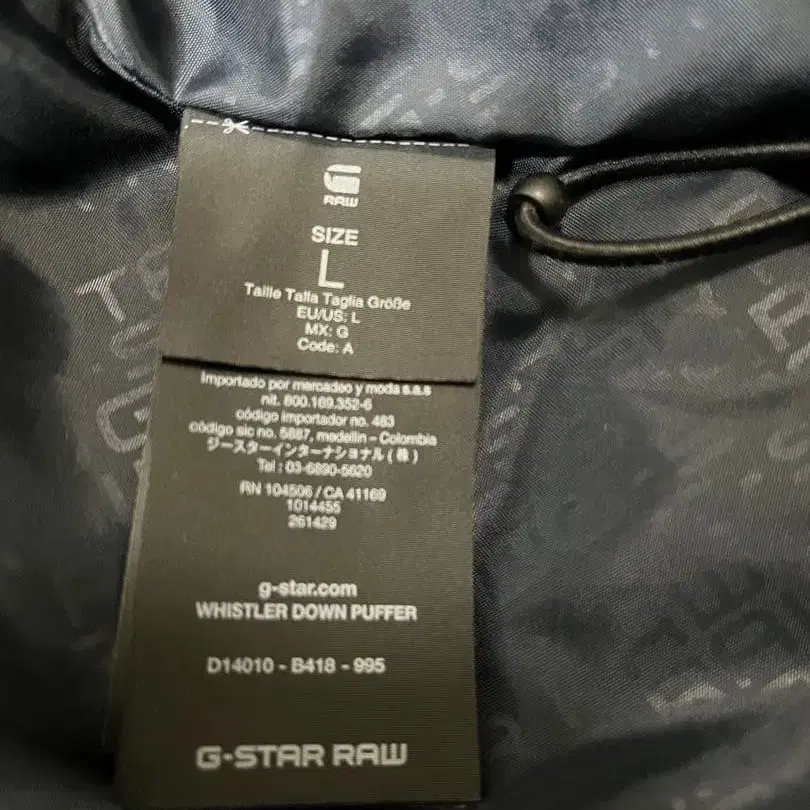 RAW
SIZE
L
Taille Talla Taglia Größe
EU/US: L
MX: G
Code: A
Importado por mercadeo y moda s.a.s
nit. 800.169.352-6
código importador no. 463
código sic no. 5887, medellin - Colombia
ジースターインターナショナル(株)
Tel : 03-6890-5620
RN 104506 / CA 41169
1014455
261429
g-star.com
WHISTLER DOWN PUFFER
D14010 - B418 - 995
G-STAR RAW